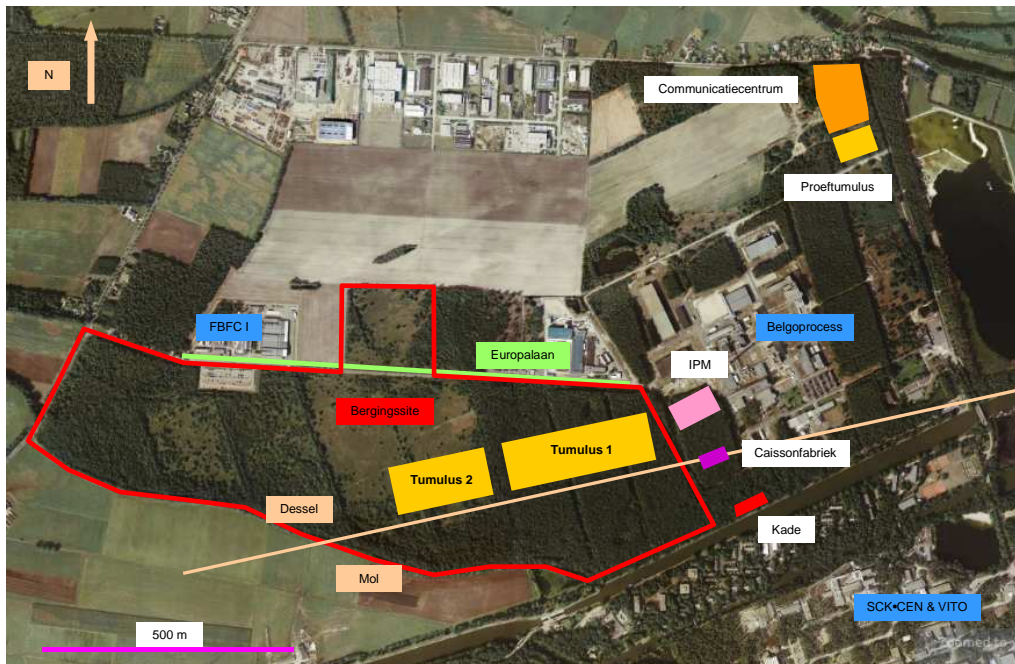 N
Communicatiecentrum
Proeftumulus
FBFC I
Belgoprocess
Europalaan
IPM
Bergingssite
Tumulus 1
Caissonfabriek
Tumulus 2
Dessel
Kade
Mol
SCK•CEN & VITO
500 m